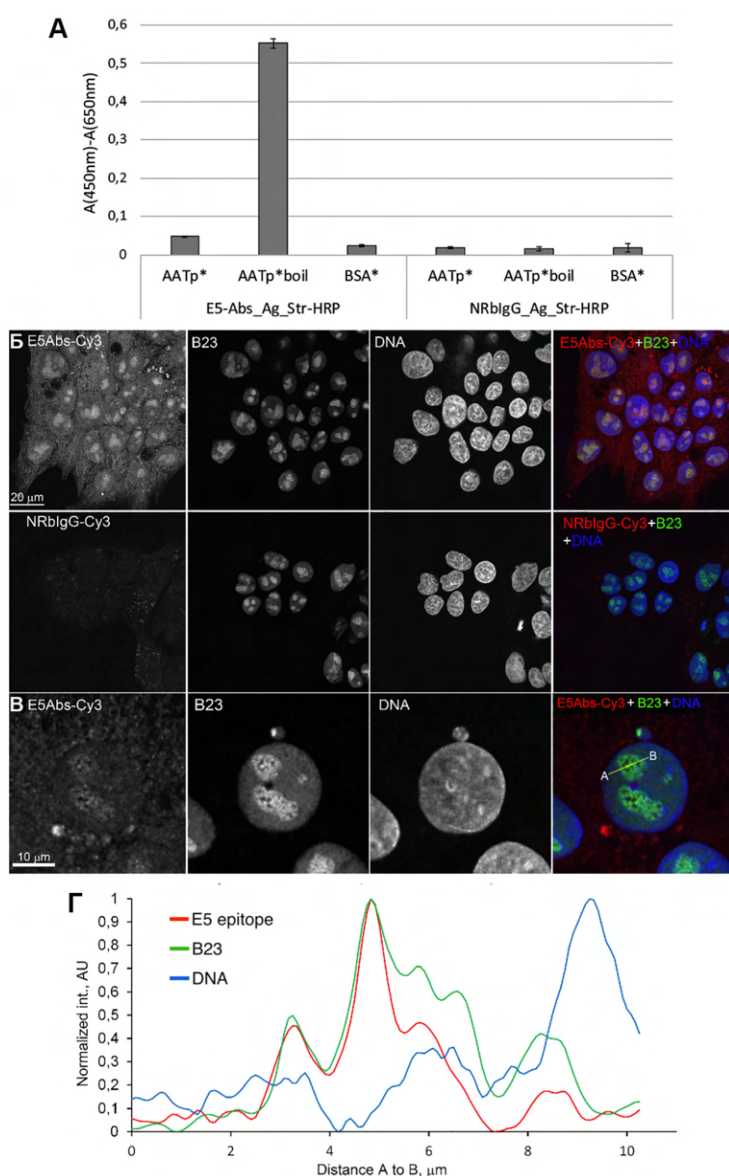 A
0,6
0,5
0,4
0,3
0,2
0,1
0
A(450nm)-A(650nm)
AATp* AATp*boil BSA* AATp* AATp*boil BSA*
E5-Abs_Ag_Str-HRP NRbIgG_Ag_Str-HRP
Б E5Abs-Cy3 B23 DNA E5Abs-Cy3+B23+DNA
20 μm
NRbIgG-Cy3 NRbIgG-Cy3+B23
+DNA
В E5Abs-Cy3 B23 DNA E5Abs-Cy3+B23+DNA
A B
10 μm
Г
1
0,9
0,8
0,7
0,6
0,5
0,4
0,3
0,2
0,1
0
Normalized int., AU
E5 epitope
B23
DNA
0 2 4 6 8 10
Distance A to B, μm